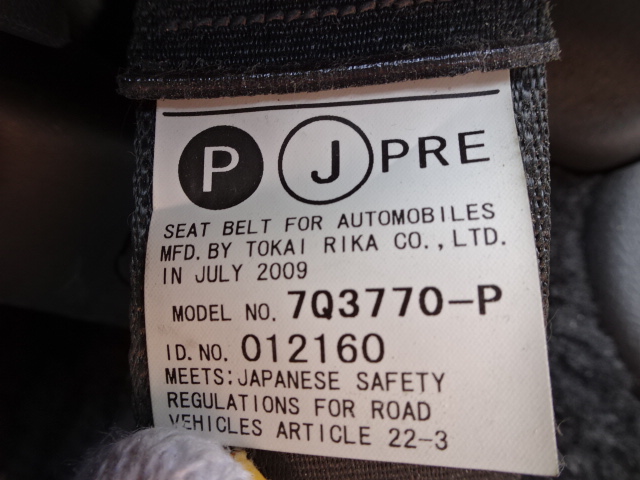 P J PRE
SEAT BELT FOR AUTOMOBILES
MFD. BY TOKAI RIKA CO., LTD.
IN JULY 2009
MODEL NO. 7Q3770-P
ID. NO. 012160
MEETS: JAPANESE SAFETY
REGULATIONS FOR ROAD
VEHICLES ARTICLE 22-3